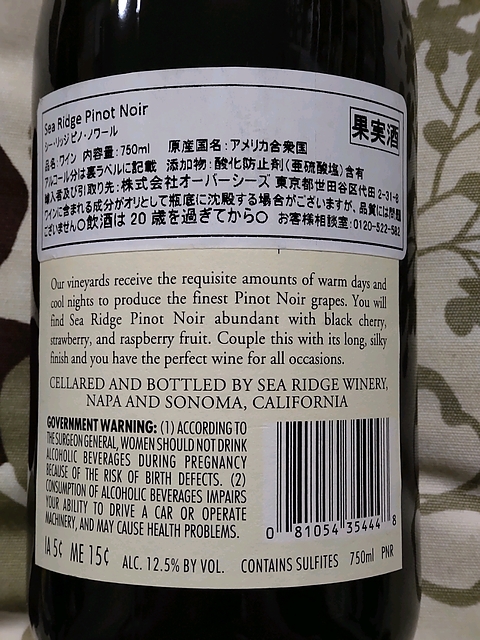 Sea Ridge Pinot Noir
シー・リッジ ピノ・ノワール
果実酒
品名:ワイン 内容量:750ml 原産国名:アメリカ合衆国
アルコール分は裏ラベルに記載 添加物:酸化防止剤(亜硫酸塩)含有
輸入者及び引取り先:株式会社オーバーシーズ 東京都世田谷区代田 2-31-8
ワインに含まれる成分がオリとして瓶底に沈殿する場合がございますが、品質には問題
ございません○飲酒は 20 歳を過ぎてから○ お客様相談室:0120-522-582
Our vineyards receive the requisite amounts of warm days and
cool nights to produce the finest Pinot Noir grapes. You will
find Sea Ridge Pinot Noir abundant with black cherry,
strawberry, and raspberry fruit. Couple this with its long, silky
finish and you have the perfect wine for all occasions.
CELLARED AND BOTTLED BY SEA RIDGE WINERY,
NAPA AND SONOMA, CALIFORNIA
GOVERNMENT WARNING: (1) ACCORDING TO
THE SURGEON GENERAL, WOMEN SHOULD NOT DRINK
ALCOHOLIC BEVERAGES DURING PREGNANCY
BECAUSE OF THE RISK OF BIRTH DEFECTS. (2)
CONSUMPTION OF ALCOHOLIC BEVERAGES IMPAIRS
YOUR ABILITY TO DRIVE A CAR OR OPERATE
MACHINERY, AND MAY CAUSE HEALTH PROBLEMS.
0 81054 35444 8
IA 5¢ ME 15¢ ALC. 12.5% BY VOL. CONTAINS SULFITES 750ml PNR